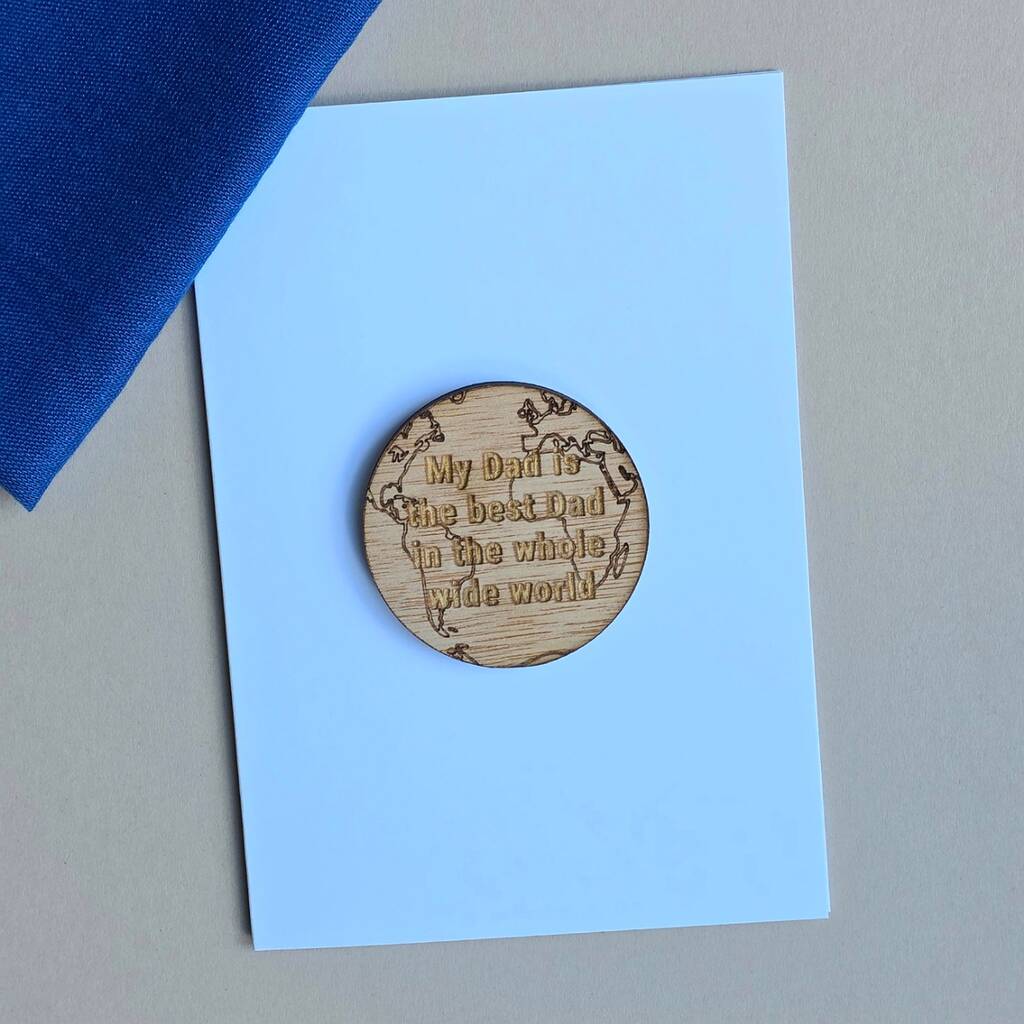 My Dad is
the best Dad
in the whole
wide world